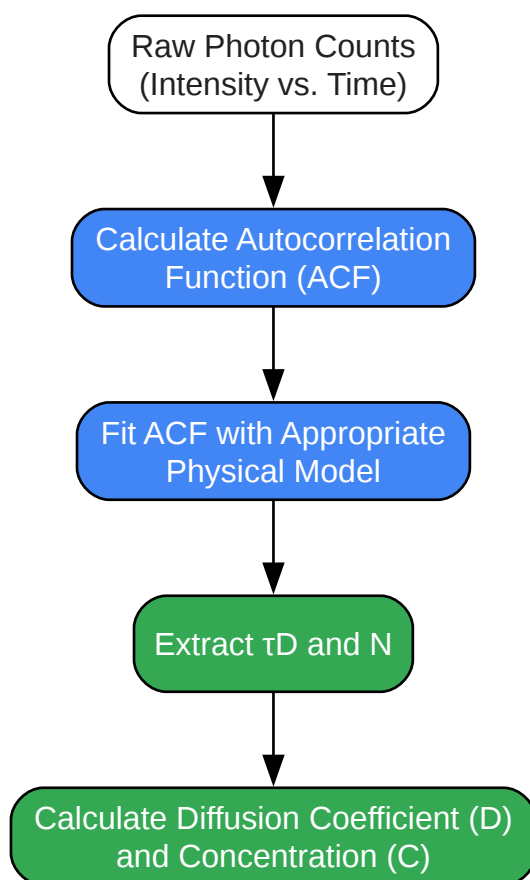 Raw Photon Counts
(Intensity vs. Time)
Calculate Autocorrelation
Function (ACF)
Fit ACF with Appropriate
Physical Model
Extract τD and N
Calculate Diffusion Coefficient (D)
and Concentration (C)